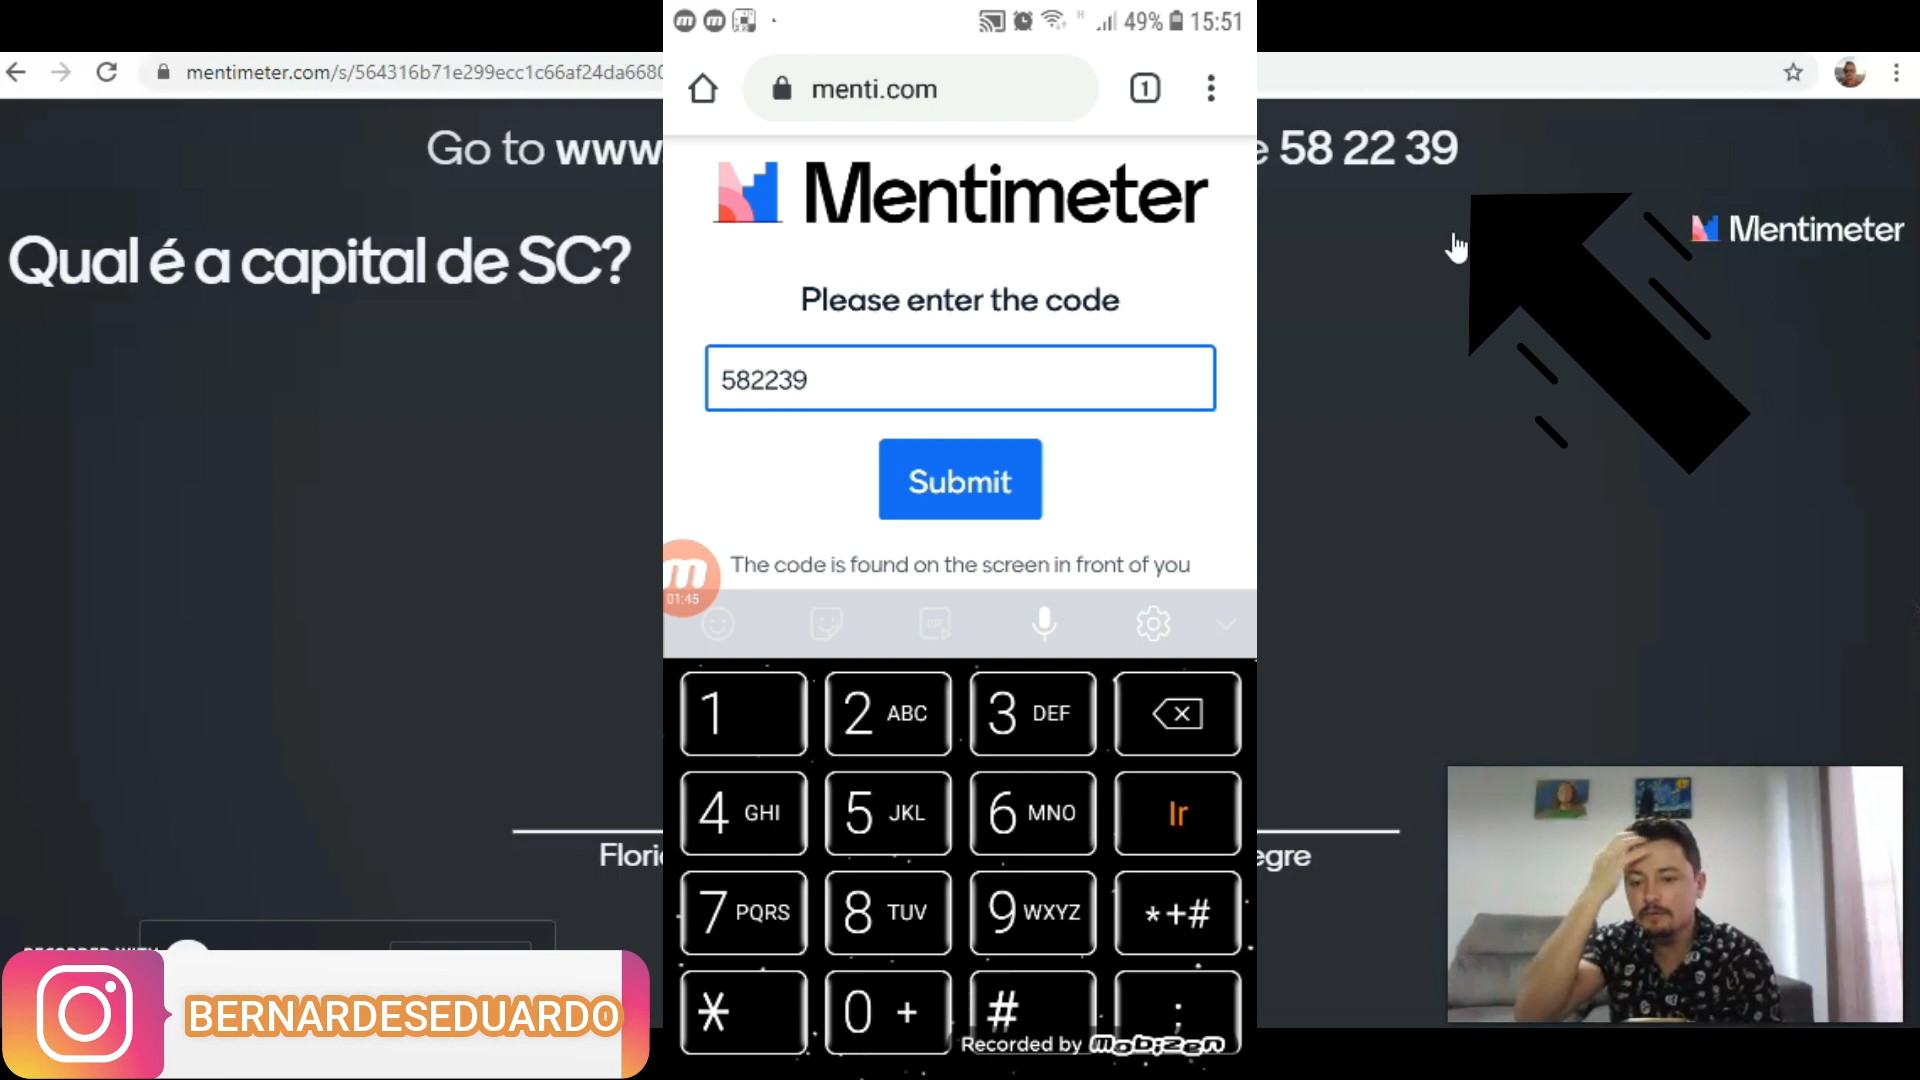 49% 15:51
mentimeter.com/s/564316b71e299ecc1c66af24da6680
menti.com
1
Go to www. 58 22 39
Mentimeter
Mentimeter
Qual é a capital de SC?
Please enter the code
582239
Submit
The code is found on the screen in front of you
m
01:45
GIF
1 2 ABC 3 DEF
4 GHI 5 JKL 6 MNO Ir
7 PQRS 8 TUV 9 WXYZ *+#
* 0 + # ;
Recorded by Mobizen
BERNARDESEDUARDO